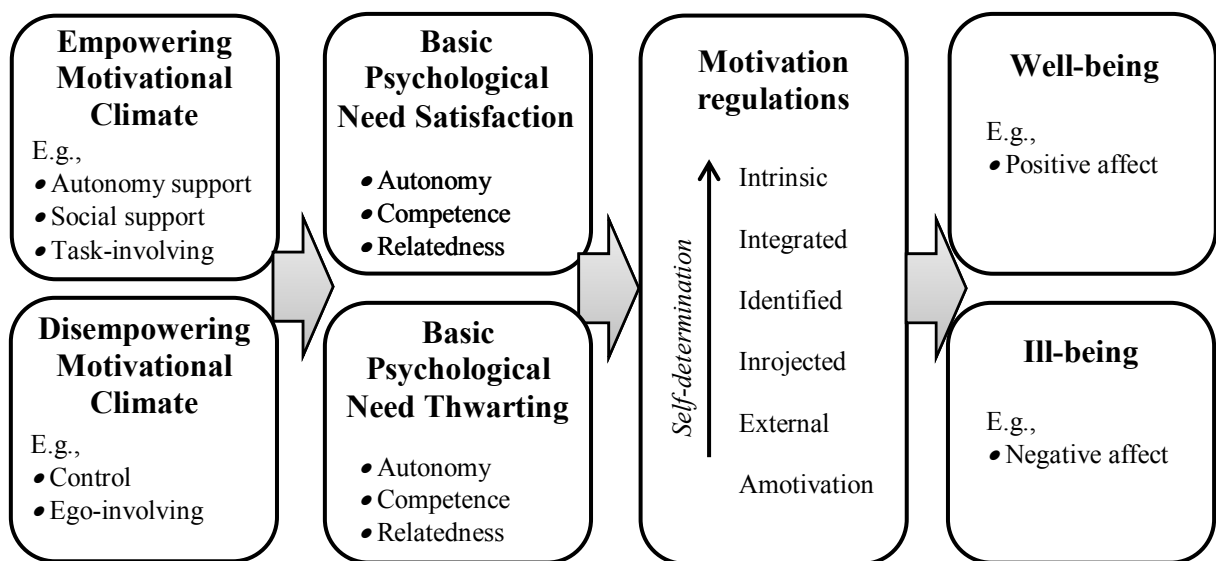 Empowering
Motivational
Climate
E.g.,
• Autonomy support
• Social support
• Task-involving
Disempowering
Motivational
Climate
E.g.,
• Control
• Ego-involving
Basic
Psychological
Need Satisfaction
• Autonomy
• Competence
• Relatedness
Basic
Psychological
Need Thwarting
• Autonomy
• Competence
• Relatedness
Motivation
regulations
Self-determination
Intrinsic
Integrated
Identified
Inrojected
External
Amotivation
Well-being
E.g.,
• Positive affect
Ill-being
E.g.,
• Negative affect